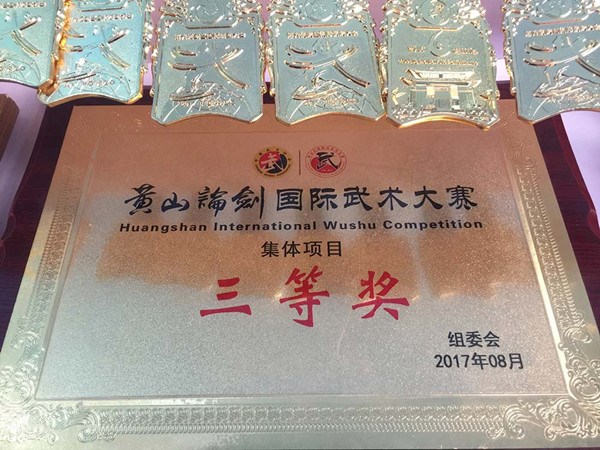 黄山論劍国际武术大赛
Huangshan International Wushu Competition
集体项目
三等奖
组委会
2017年08月